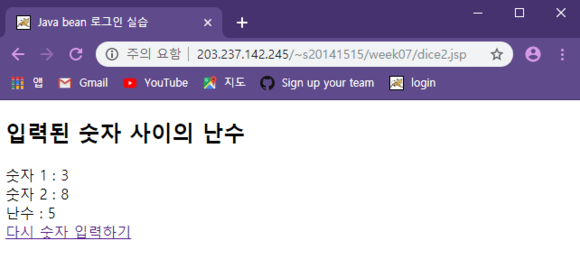 Java bean 로그인 실습
주의 요함 203.237.142.245/~s20141515/week07/dice2.jsp
앱 Gmail YouTube 지도 Sign up your team login
입력된 숫자 사이의 난수
숫자 1 : 3
숫자 2 : 8
난수 : 5
다시 숫자 입력하기